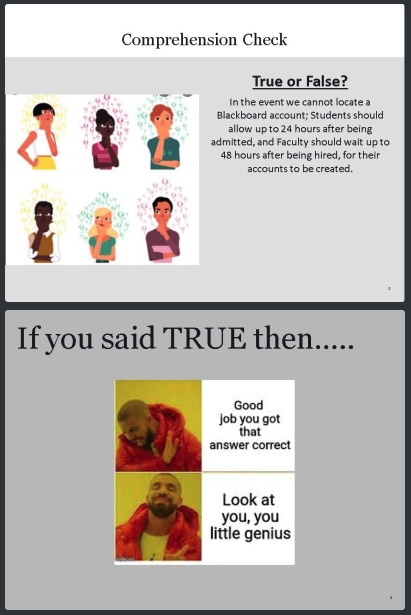 Comprehension Check
True or False?
In the event we cannot locate a
Blackboard account; Students should
allow up to 24 hours after being
admitted, and Faculty should wait up to
48 hours after being hired, for their
accounts to be created.
If you said TRUE then.....
Good
job you got
that
answer correct
Look at
you, you
little genius